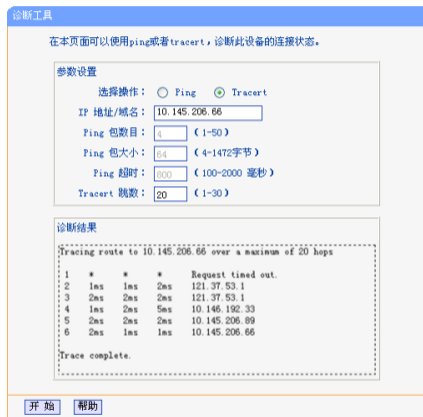 诊断工具
在本页面可以使用ping或者tracert，诊断此设备的连接状态。
参数设置
选择操作： Ping Tracert
IP 地址/域名： 10.145.206.66
Ping 包数目： 4 (1-50)
Ping 包大小： 64 (4-1472字节)
Ping 超时： 800 (100-2000 毫秒)
Tracert 跳数： 20 (1-30)
诊断结果
Tracing route to 10.145.206.66 over a maximum of 20 hops
1 * * * Request timed out.
2 1ms 1ms 2ms 121.37.53.1
3 2ms 2ms 2ms 121.37.53.1
4 1ms 2ms 5ms 10.146.192.33
5 2ms 2ms 2ms 10.145.206.89
6 2ms 1ms 1ms 10.145.206.66
Trace complete.
开 始 帮助